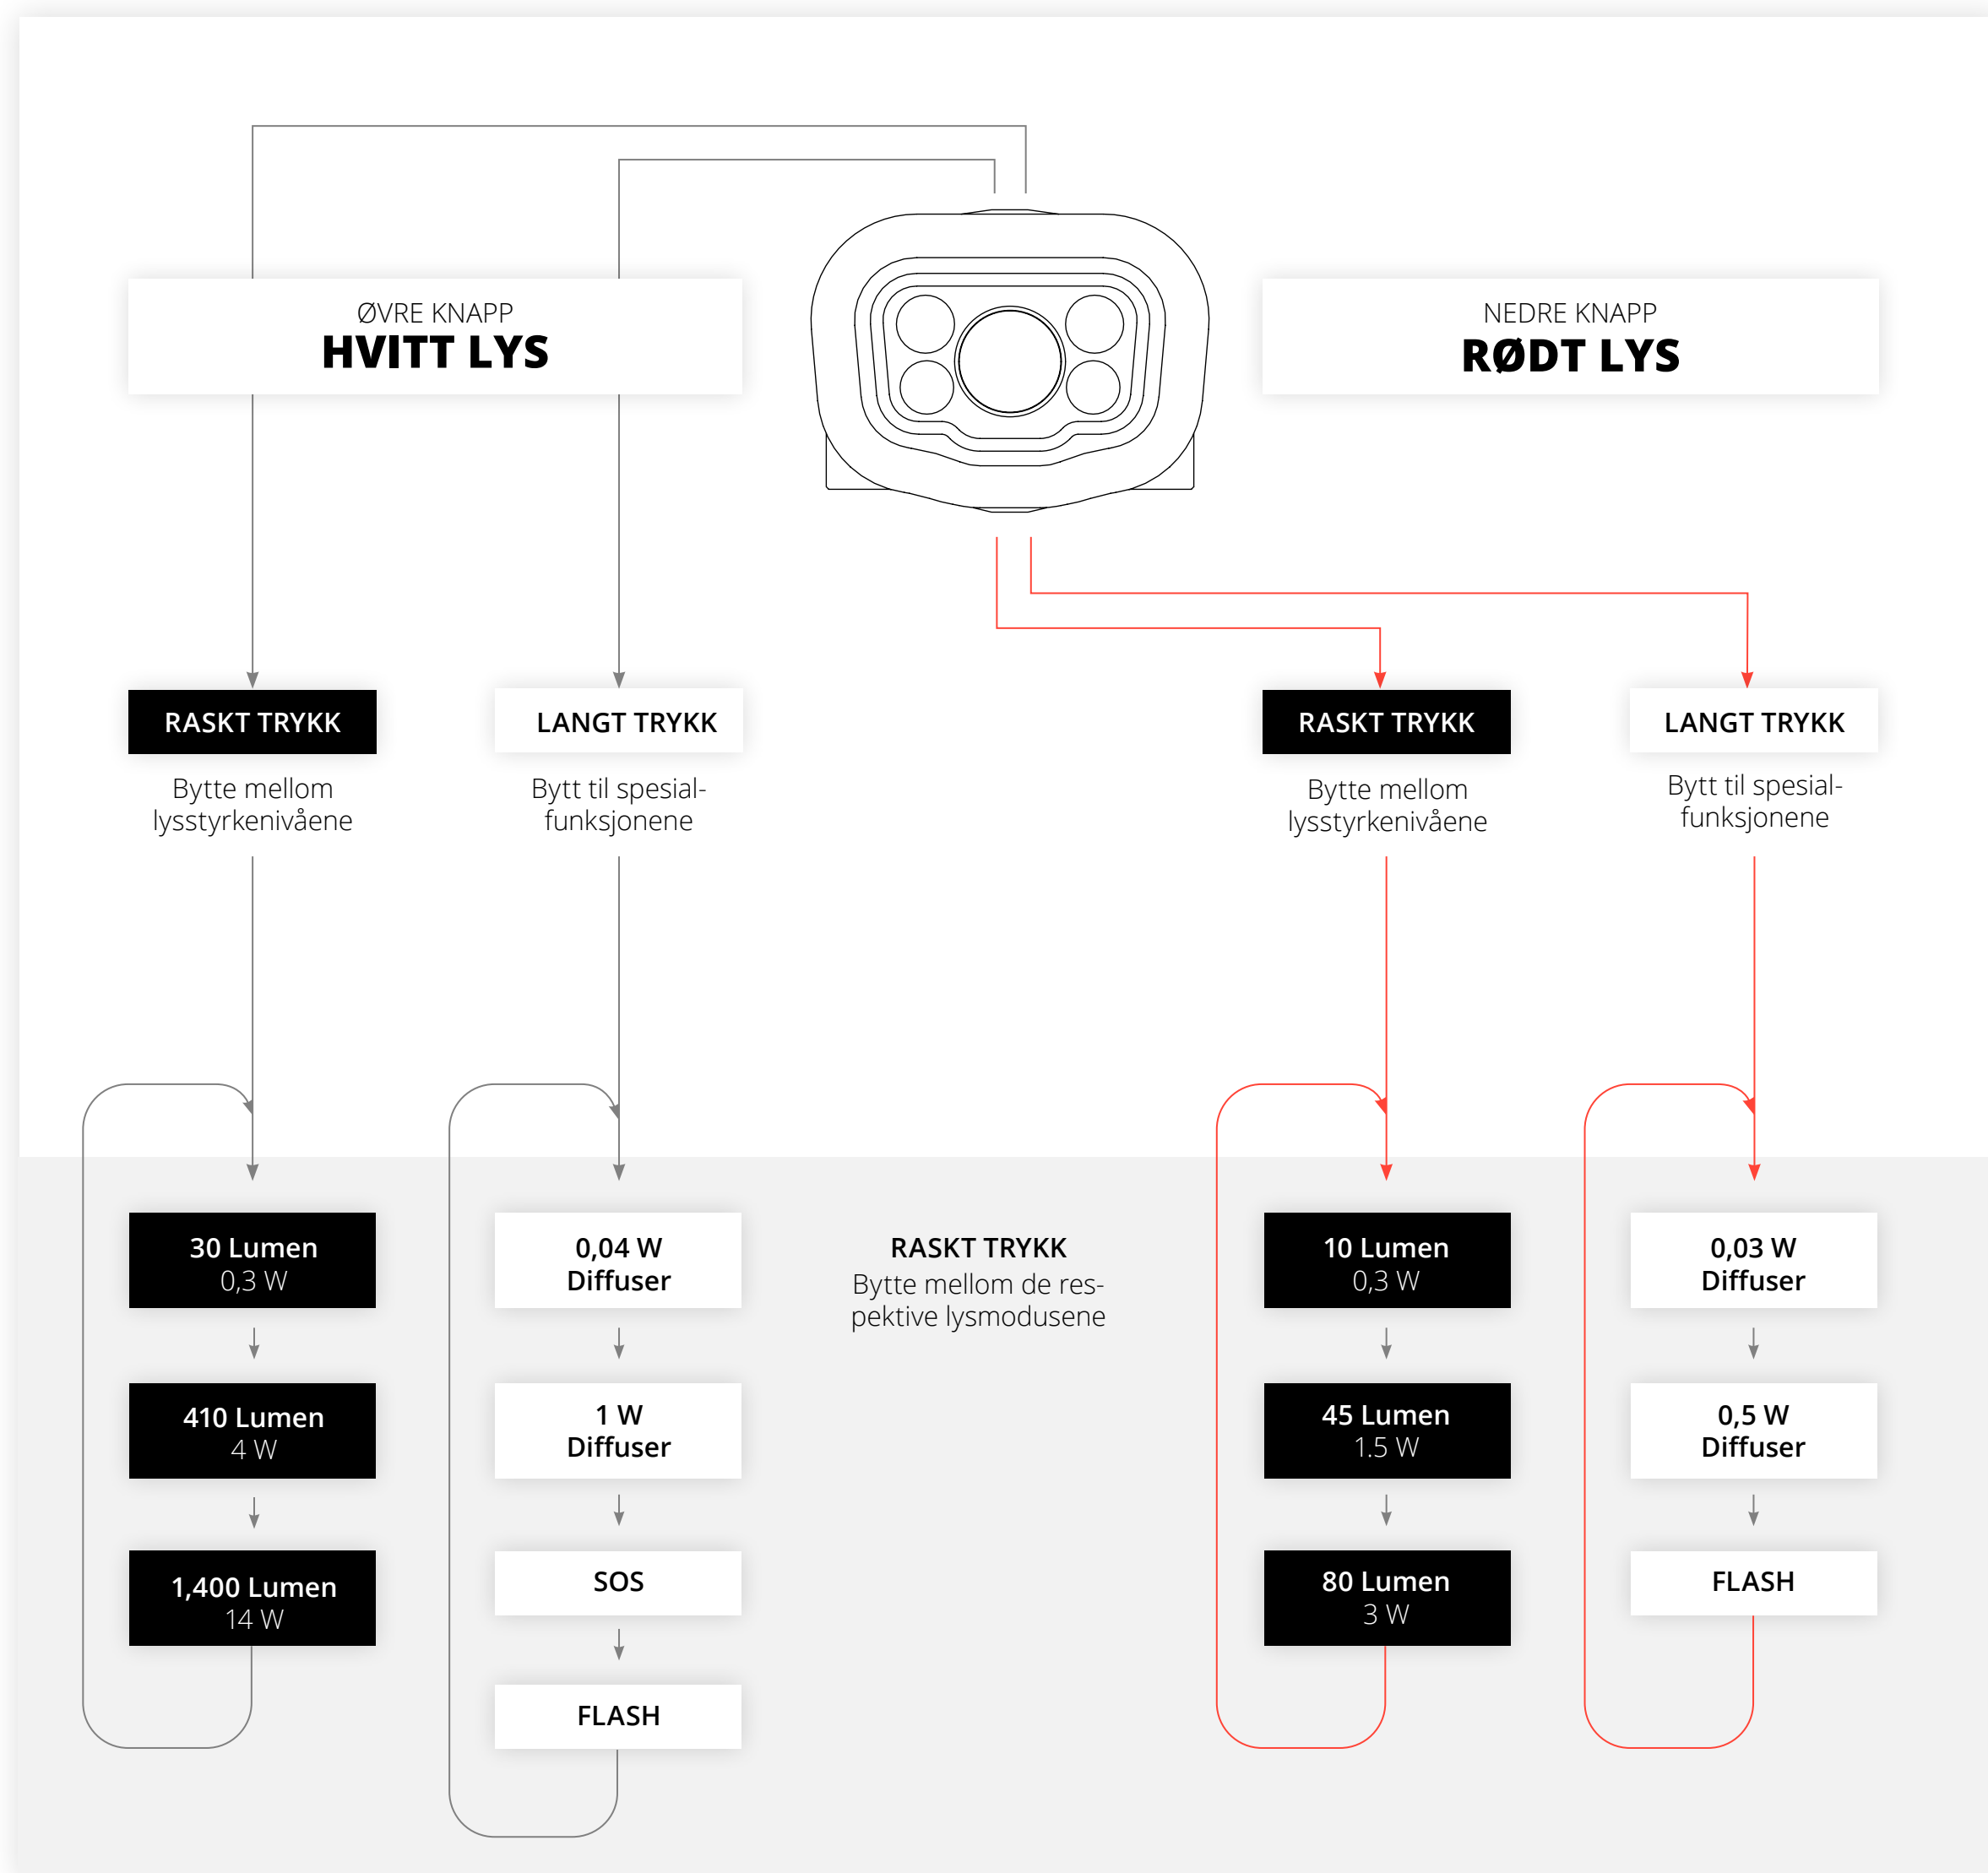 ØVRE KNAPP
HVITT LYS
NEDRE KNAPP
RØDT LYS
RASKT TRYKK
Bytte mellom
lysstyrkenivåene
LANGT TRYKK
Bytt til spesial-
funksjonene
RASKT TRYKK
Bytte mellom
lysstyrkenivåene
LANGT TRYKK
Bytt til spesial-
funksjonene
30 Lumen
0,3 W
410 Lumen
4 W
1,400 Lumen
14 W
0,04 W
Diffuser
1 W
Diffuser
SOS
FLASH
RASKT TRYKK
Bytte mellom de res-
pektive lysmodusene
10 Lumen
0,3 W
45 Lumen
1.5 W
80 Lumen
3 W
0,03 W
Diffuser
0,5 W
Diffuser
FLASH